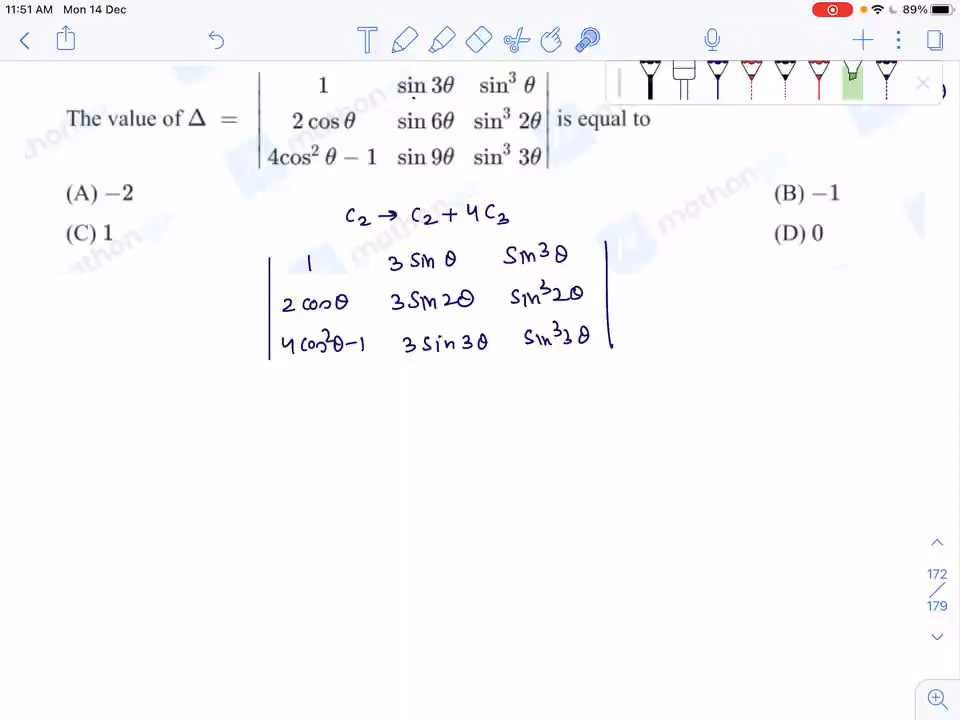 11:51 AM Mon 14 Dec 89%
1 sin 3θ sin³ θ
The value of Δ = 2 cos θ sin 6θ sin³ 2θ is equal to
4cos² θ − 1 sin 9θ sin³ 3θ
(A) −2 (B) −1
(C) 1 (D) 0
C₂ → C₂ + 4C₃
1 3 sin θ sin³ θ
2 cos θ 3 sin 2θ sin³ 2θ
4 cos² θ − 1 3 sin 3θ sin³ 3θ
172
/
179